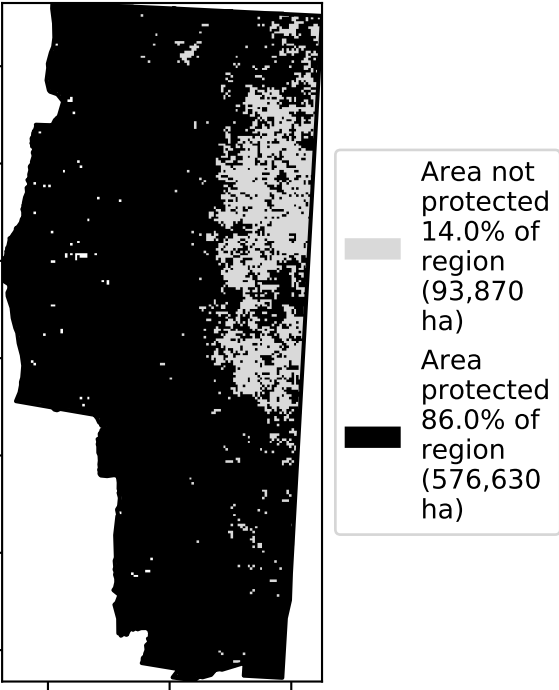 Area not
protected
14.0% of
region
(93,870
ha)
Area
protected
86.0% of
region
(576,630
ha)